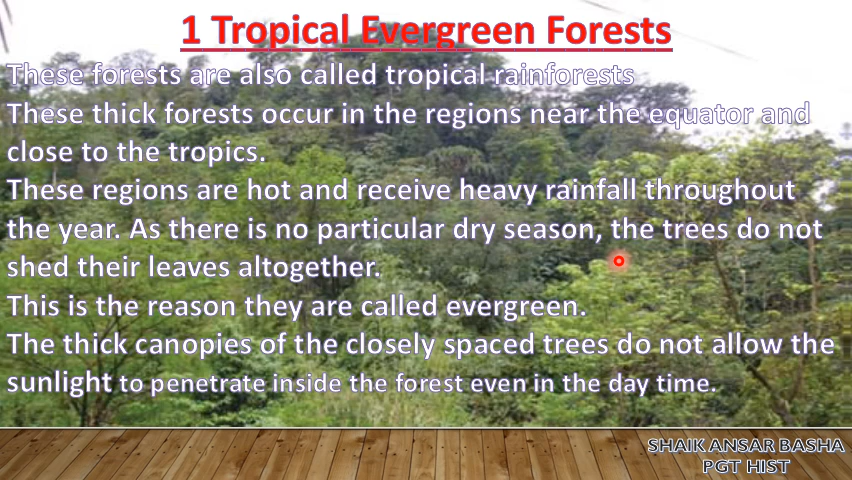 1 Tropical Evergreen Forests
These forests are also called tropical rainforests
These thick forests occur in the regions near the equator and
close to the tropics.
These regions are hot and receive heavy rainfall throughout
the year. As there is no particular dry season, the trees do not
shed their leaves altogether.
This is the reason they are called evergreen.
The thick canopies of the closely spaced trees do not allow the
sunlight to penetrate inside the forest even in the day time.
SHAIK ANSAR BASHA
PGT HIST